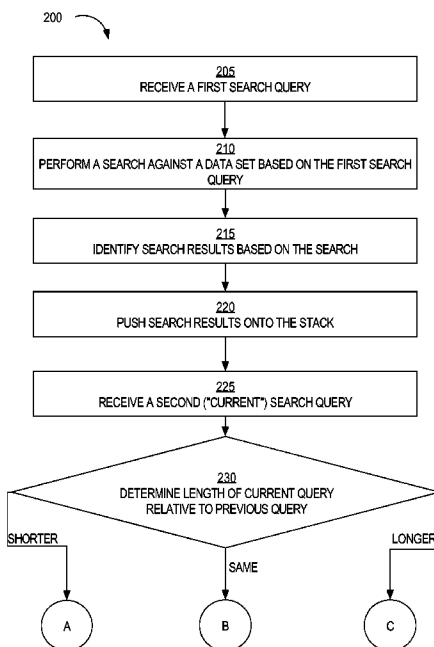 200
205
RECEIVE A FIRST SEARCH QUERY
210
PERFORM A SEARCH AGAINST A DATA SET BASED ON THE FIRST SEARCH
QUERY
215
IDENTIFY SEARCH RESULTS BASED ON THE SEARCH
220
PUSH SEARCH RESULTS ONTO THE STACK
225
RECEIVE A SECOND ("CURRENT") SEARCH QUERY
230
DETERMINE LENGTH OF CURRENT QUERY
RELATIVE TO PREVIOUS QUERY
SHORTER
SAME
LONGER
A
B
C